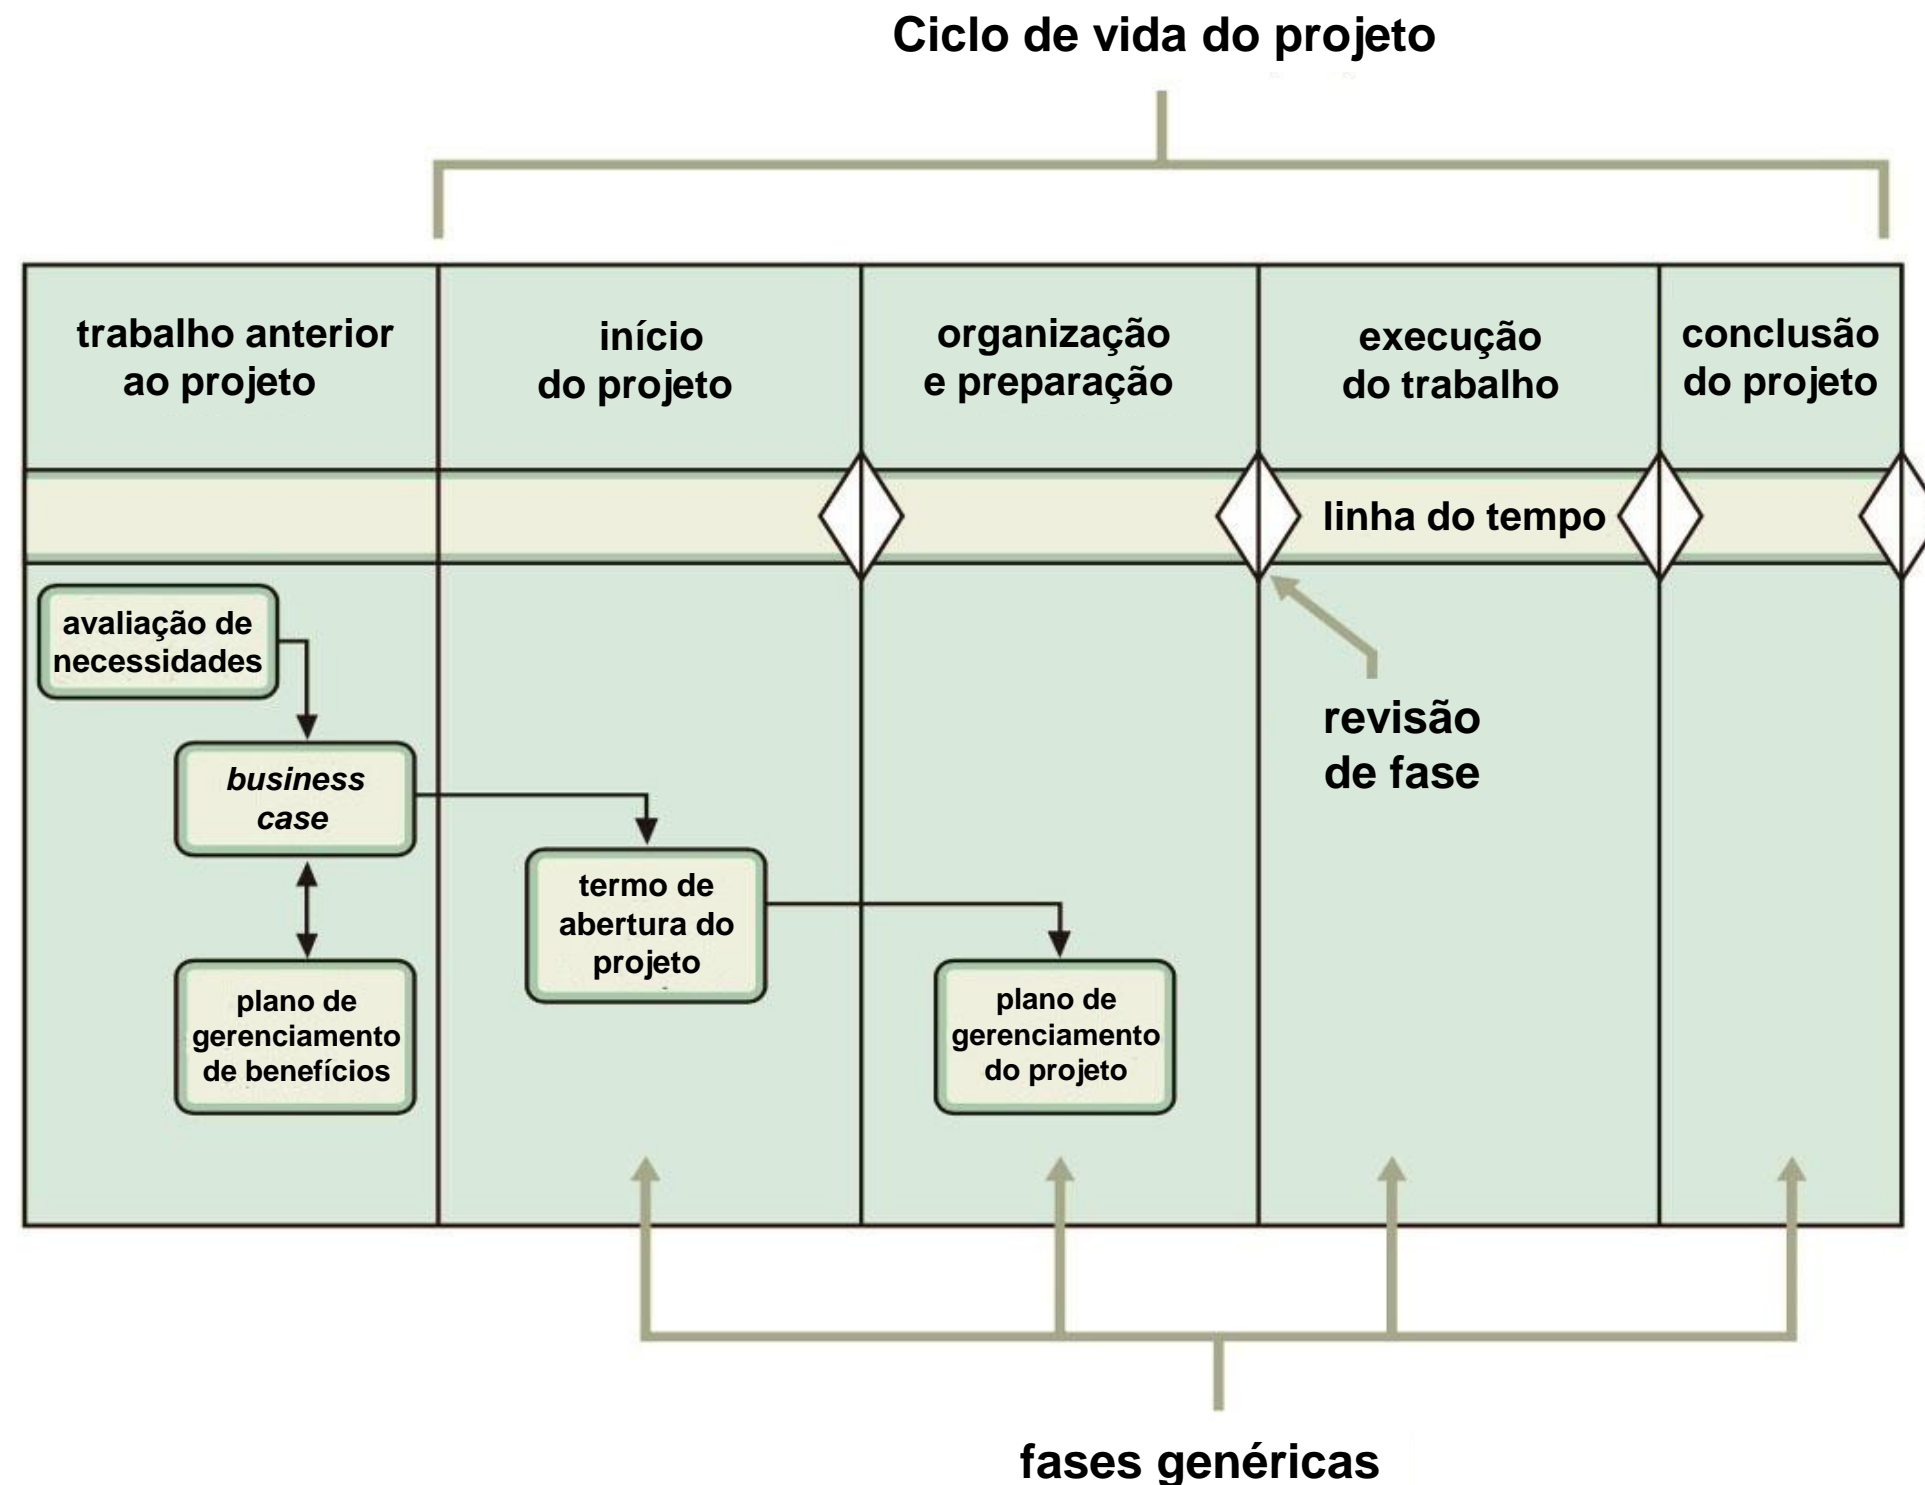 Ciclo de vida do projeto
trabalho anterior
ao projeto
início
do projeto
organização
e preparação
execução
do trabalho
conclusão
do projeto
linha do tempo
avaliação de
necessidades
business
case
plano de
gerenciamento
de benefícios
termo de
abertura do
projeto
plano de
gerenciamento
do projeto
revisão
de fase
fases genéricas